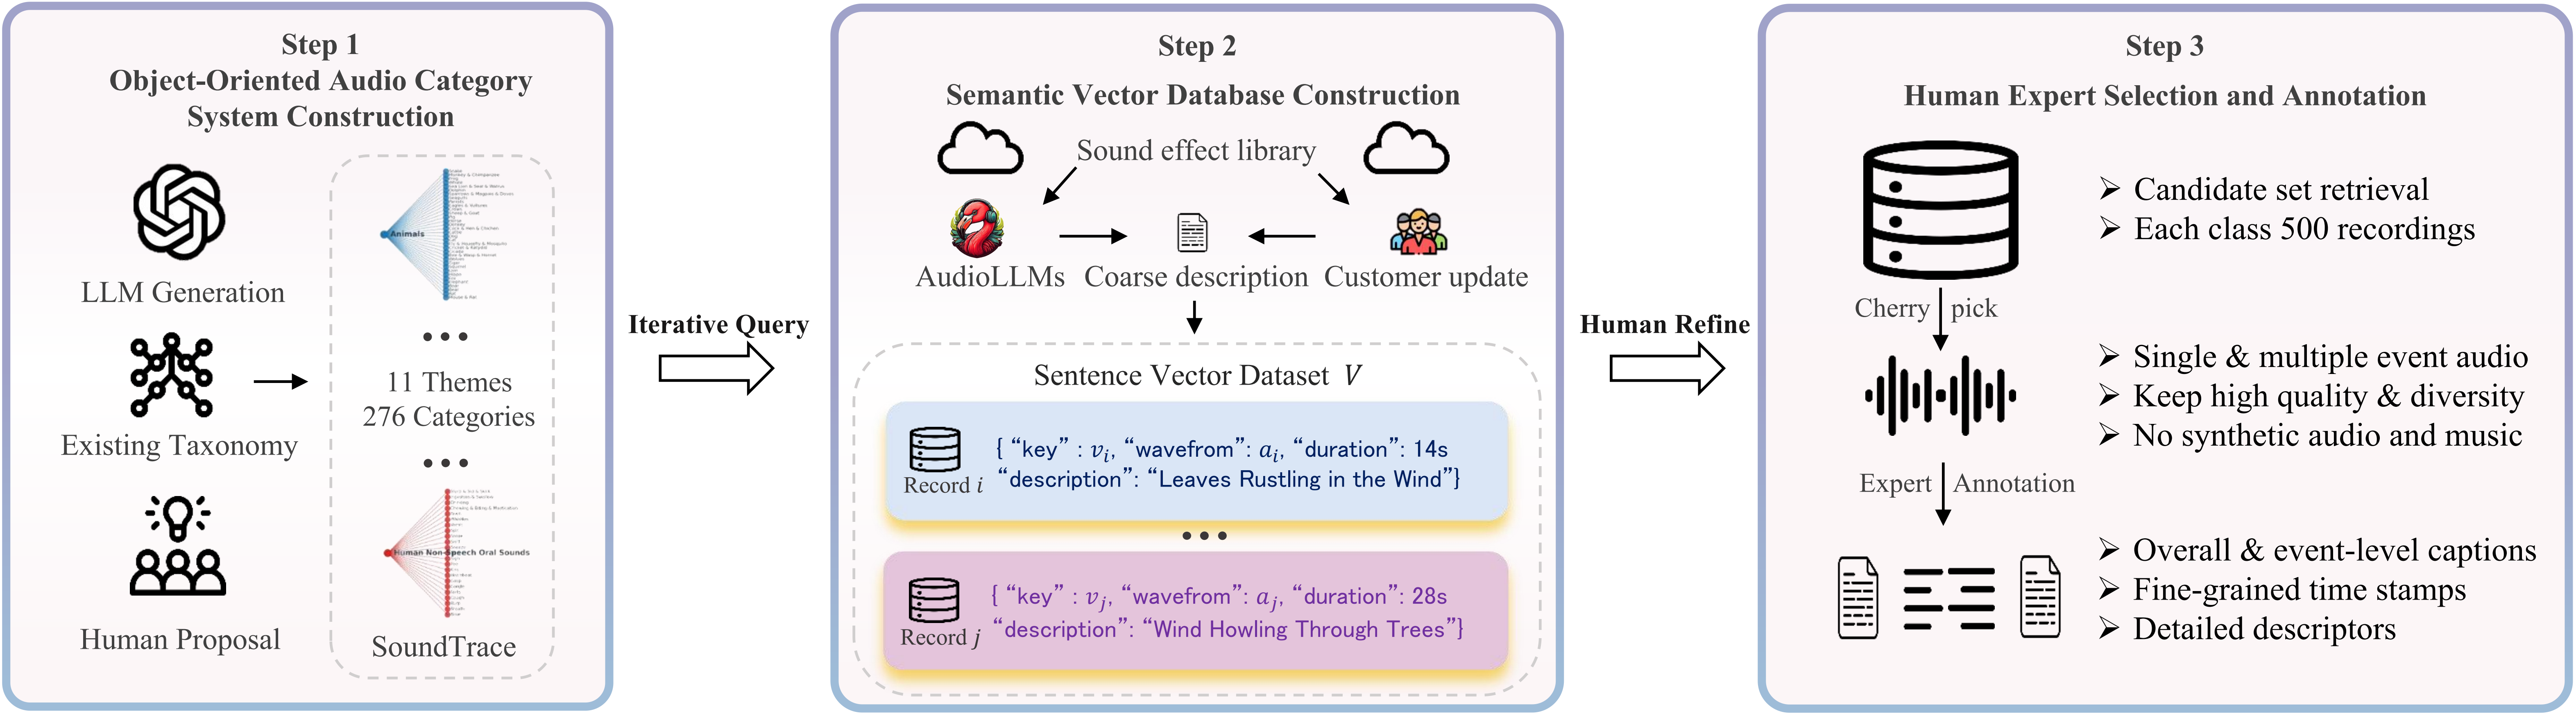 Step 1
Object-Oriented Audio Category
System Construction
LLM Generation
Existing Taxonomy
Human Proposal
Animals
11 Themes
276 Categories
Human Non-Speech Oral Sounds
SoundTrace
Iterative Query
Step 2
Semantic Vector Database Construction
Sound effect library
AudioLLMs
Coarse description
Customer update
Sentence Vector Dataset V
{ “key” : vᵢ, “wavefrom”: aᵢ, “duration”: 14s
“description”: “Leaves Rustling in the Wind”}
Record i
{ “key” : vⱼ, “wavefrom”: aⱼ, “duration”: 28s
“description”: “Wind Howling Through Trees”}
Record j
Human Refine
Step 3
Human Expert Selection and Annotation
➢ Candidate set retrieval
➢ Each class 500 recordings
Cherry pick
➢ Single & multiple event audio
➢ Keep high quality & diversity
➢ No synthetic audio and music
Expert Annotation
➢ Overall & event-level captions
➢ Fine-grained time stamps
➢ Detailed descriptors